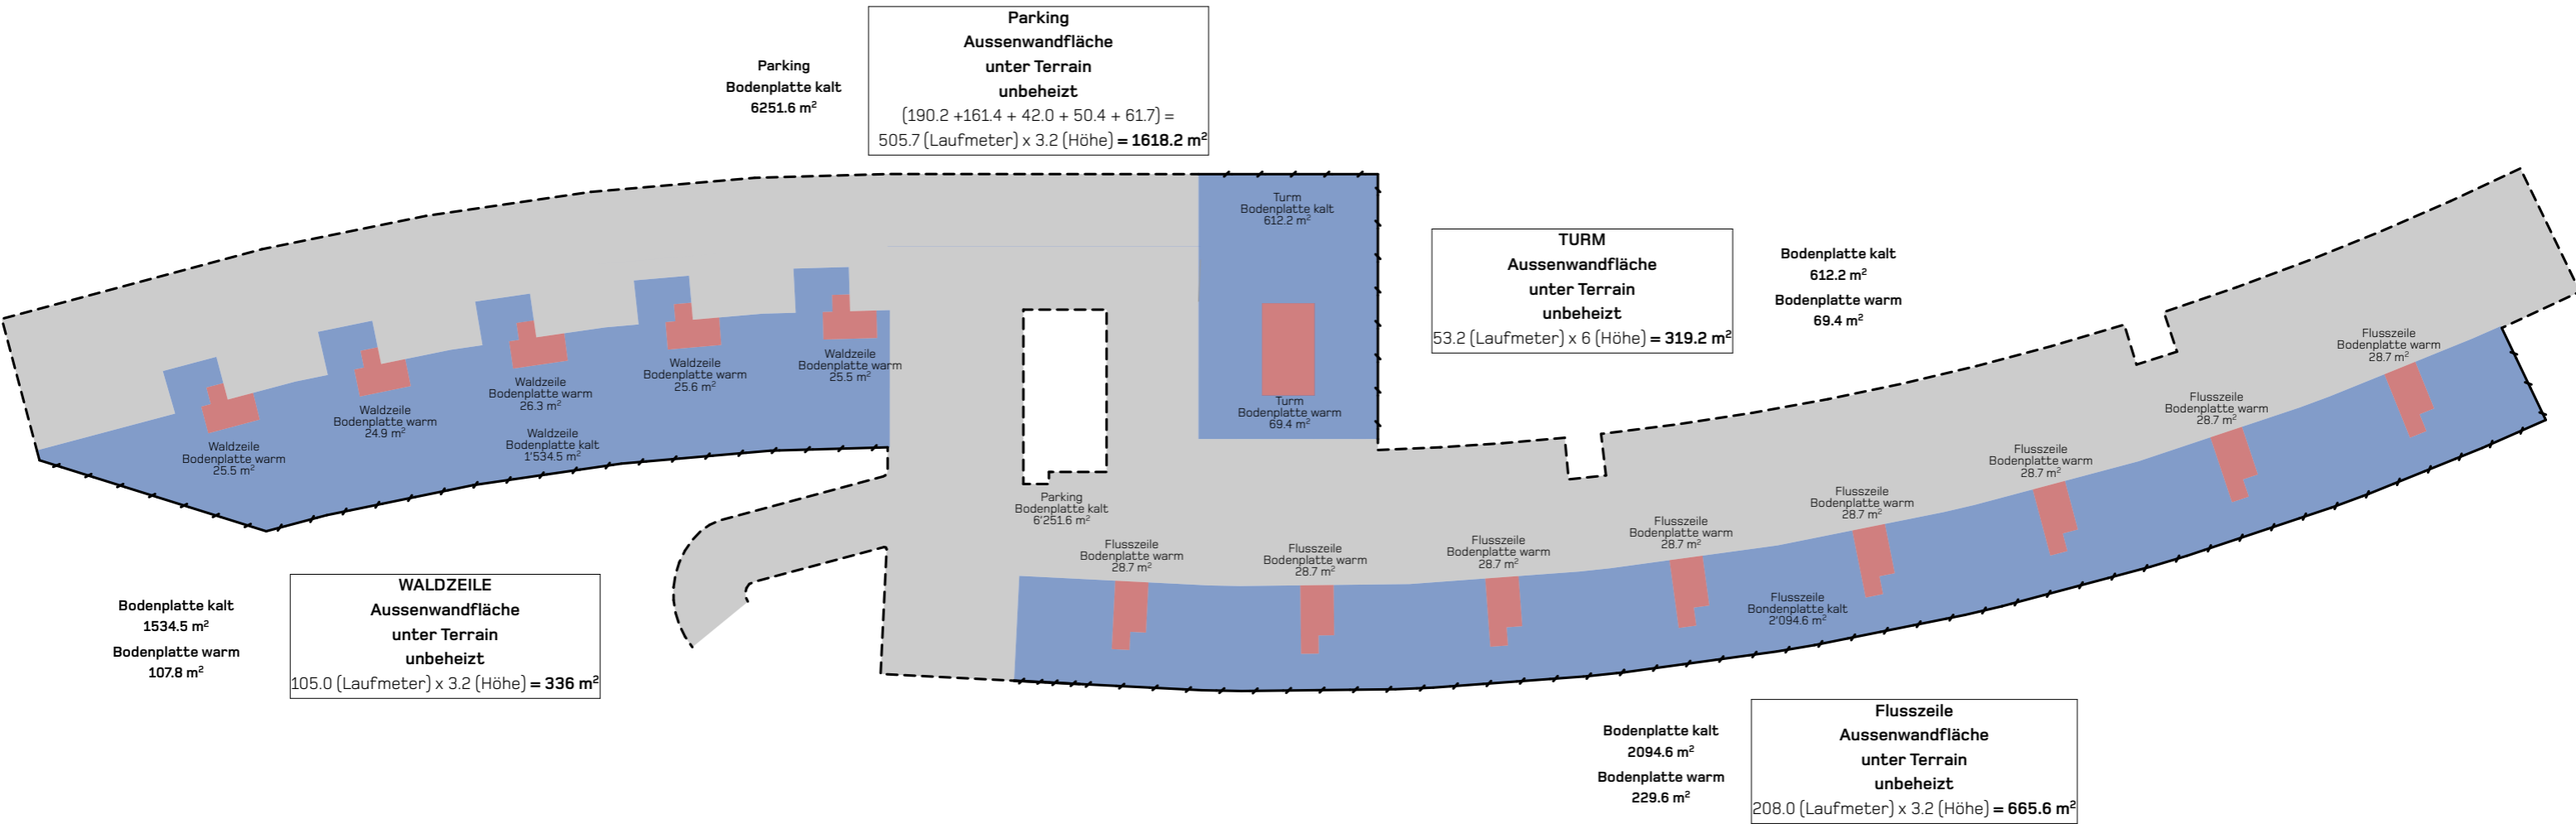 Parking
Bodenplatte kalt
6251.6 m²
Parking
Aussenwandfläche
unter Terrain
unbeheizt
(190.2 +161.4 + 42.0 + 50.4 + 61.7) =
505.7 (Laufmeter) x 3.2 (Höhe) = 1618.2 m²
Turm
Bodenplatte kalt
612.2 m²
TURM
Aussenwandfläche
unter Terrain
unbeheizt
53.2 (Laufmeter) x 6 (Höhe) = 319.2 m²
Bodenplatte kalt
612.2 m²
Bodenplatte warm
69.4 m²
Waldzeile
Bodenplatte warm
25.5 m²
Waldzeile
Bodenplatte warm
24.9 m²
Waldzeile
Bodenplatte warm
26.3 m²
Waldzeile
Bodenplatte warm
25.6 m²
Waldzeile
Bodenplatte warm
25.5 m²
Waldzeile
Bodenplatte kalt
1'534.5 m²
Turm
Bodenplatte warm
69.4 m²
Parking
Bodenplatte kalt
6'251.6 m²
Flusszeile
Bodenplatte warm
28.7 m²
Flusszeile
Bodenplatte warm
28.7 m²
Flusszeile
Bodenplatte warm
28.7 m²
Flusszeile
Bodenplatte warm
28.7 m²
Flusszeile
Bodenplatte warm
28.7 m²
Flusszeile
Bodenplatte warm
28.7 m²
Flusszeile
Bodenplatte warm
28.7 m²
Flusszeile
Bodenplatte warm
28.7 m²
Flusszeile
Bondenplatte kalt
2'094.6 m²
Bodenplatte kalt
1534.5 m²
Bodenplatte warm
107.8 m²
WALDZEILE
Aussenwandfläche
unter Terrain
unbeheizt
105.0 (Laufmeter) x 3.2 (Höhe) = 336 m²
Bodenplatte kalt
2094.6 m²
Bodenplatte warm
229.6 m²
Flusszeile
Aussenwandfläche
unter Terrain
unbeheizt
208.0 (Laufmeter) x 3.2 (Höhe) = 665.6 m²